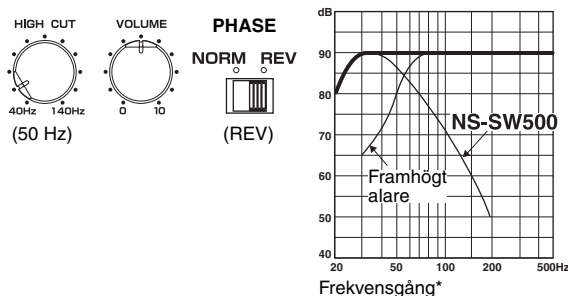 HIGH CUT
40Hz 140Hz
(50 Hz)
VOLUME
0 10
PHASE
NORM REV
(REV)
dB
90
80
70
60
50
40
20 50 100 200 500Hz
NS-SW500
Framhögt
alare
Frekvensgång*